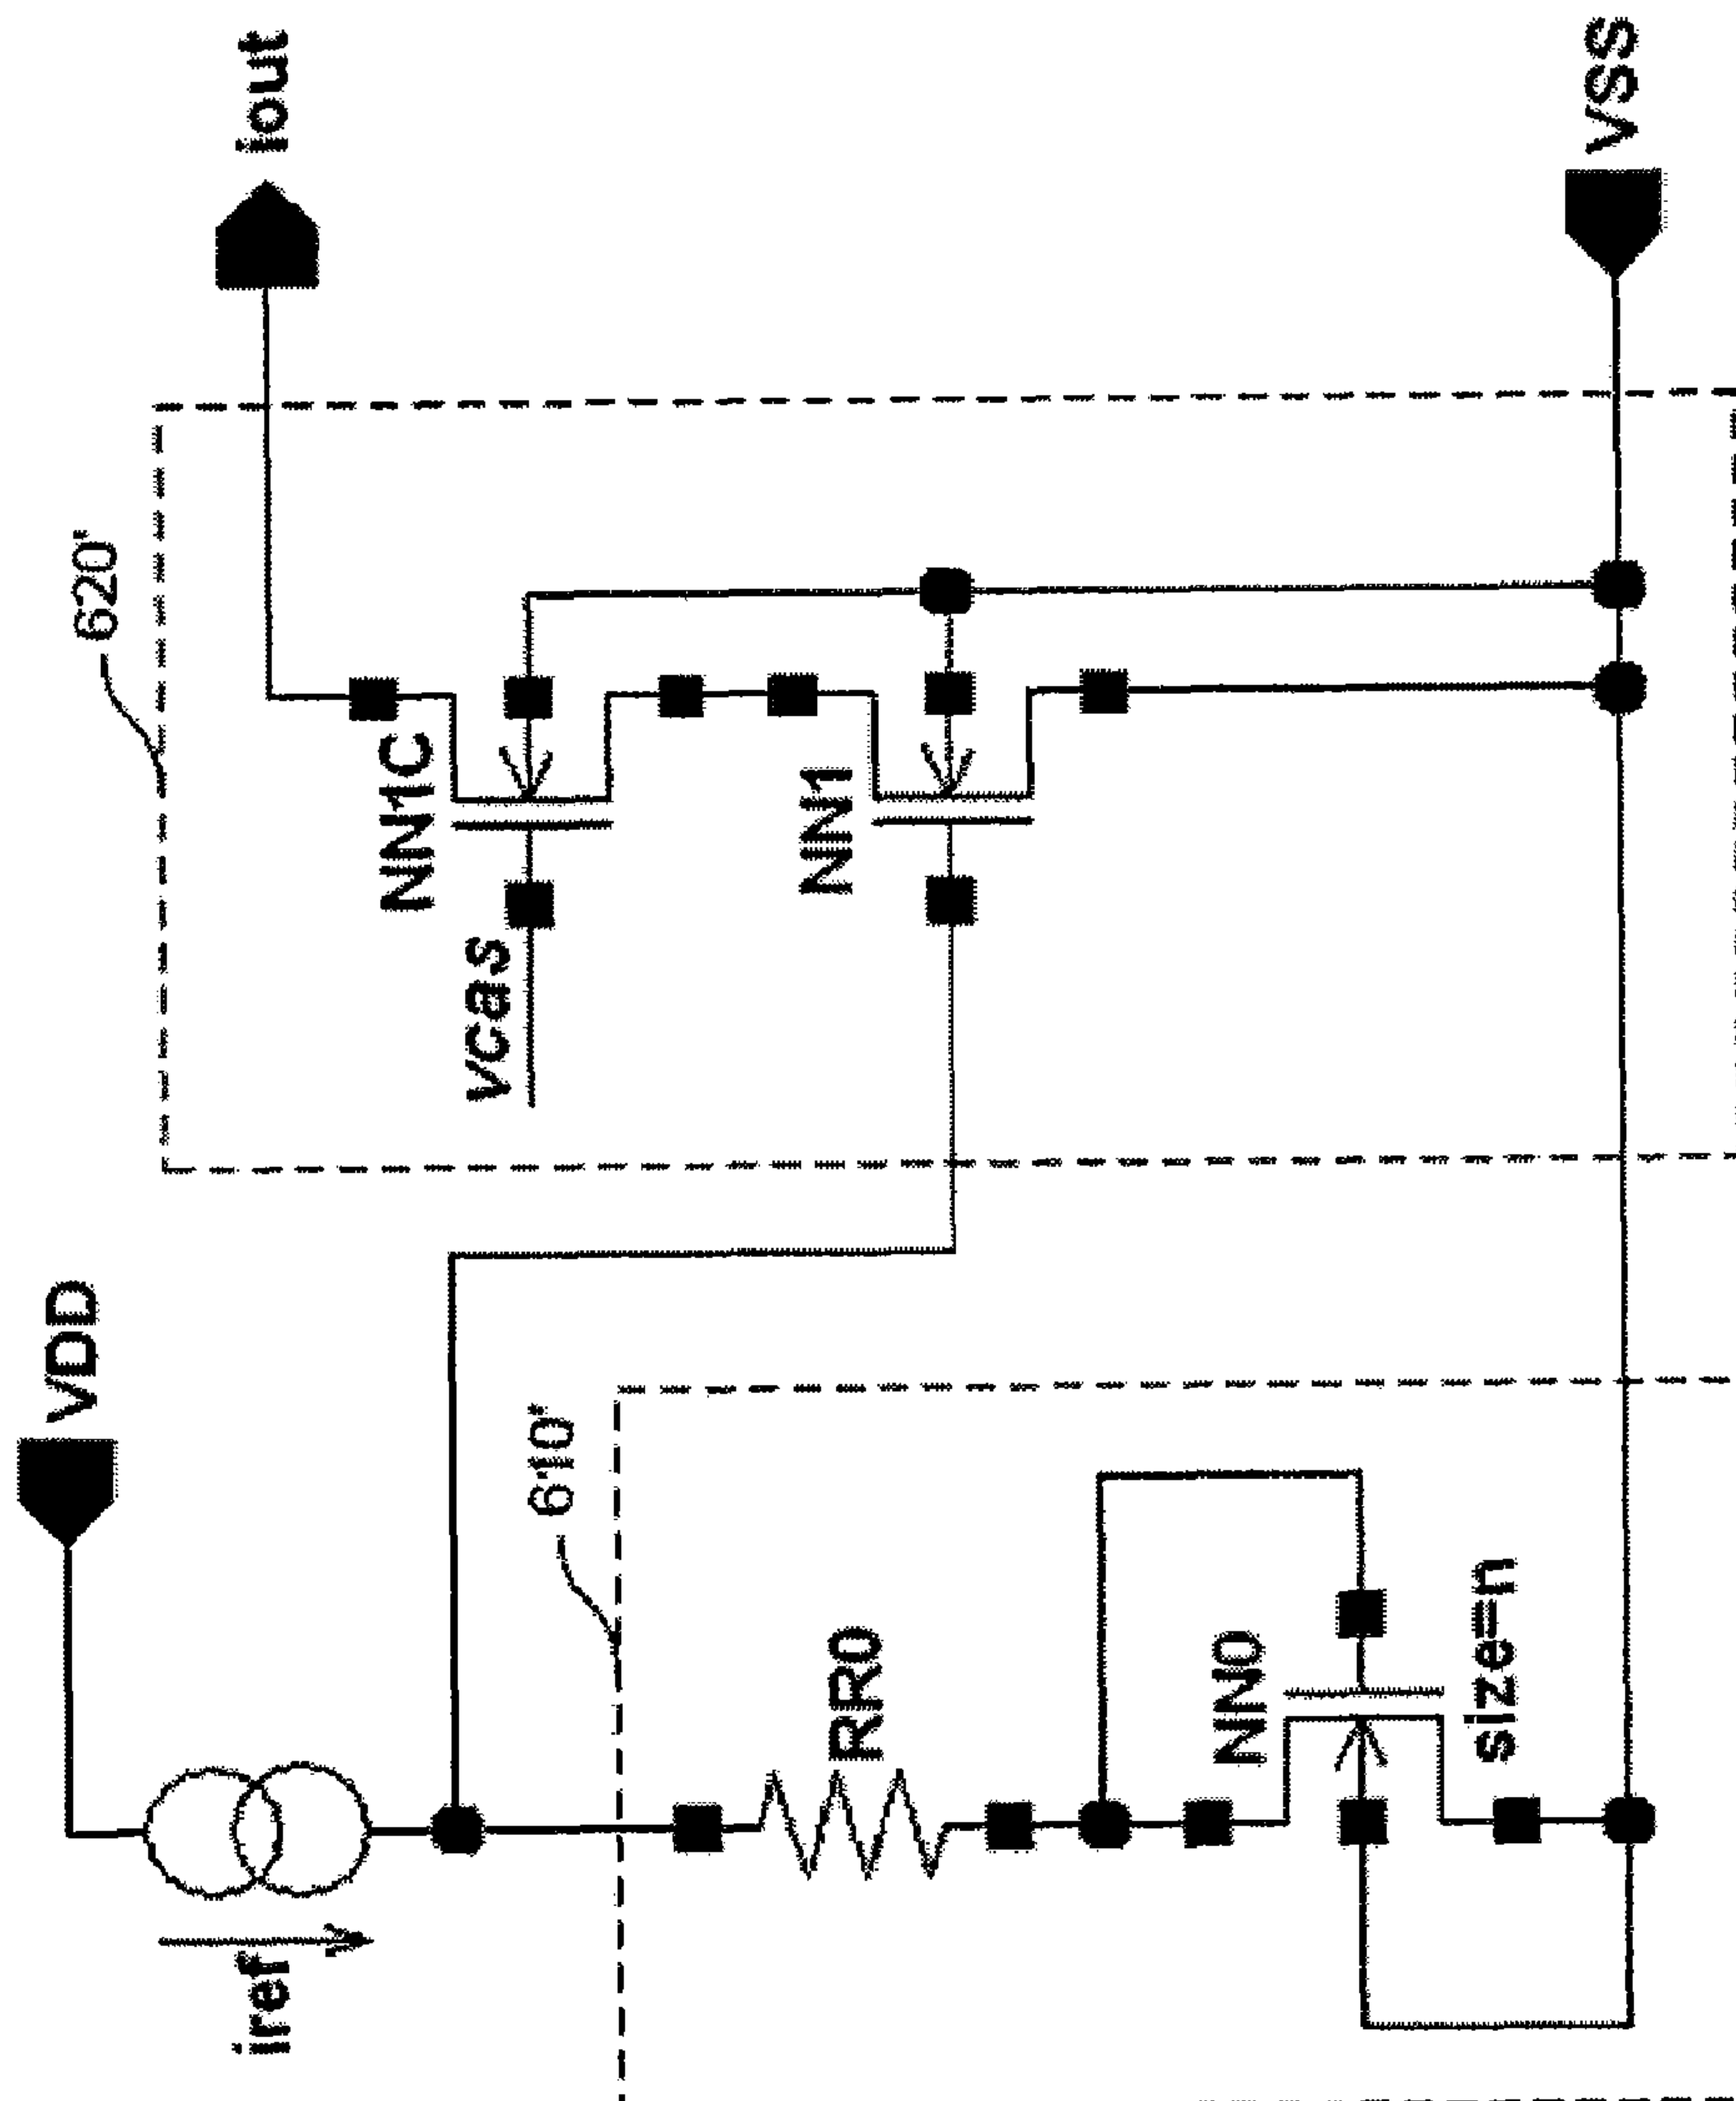 iout
VSS
620'
NN1C
NN1
vcas
VDD
610'
RR0
NN0
size=n
iref